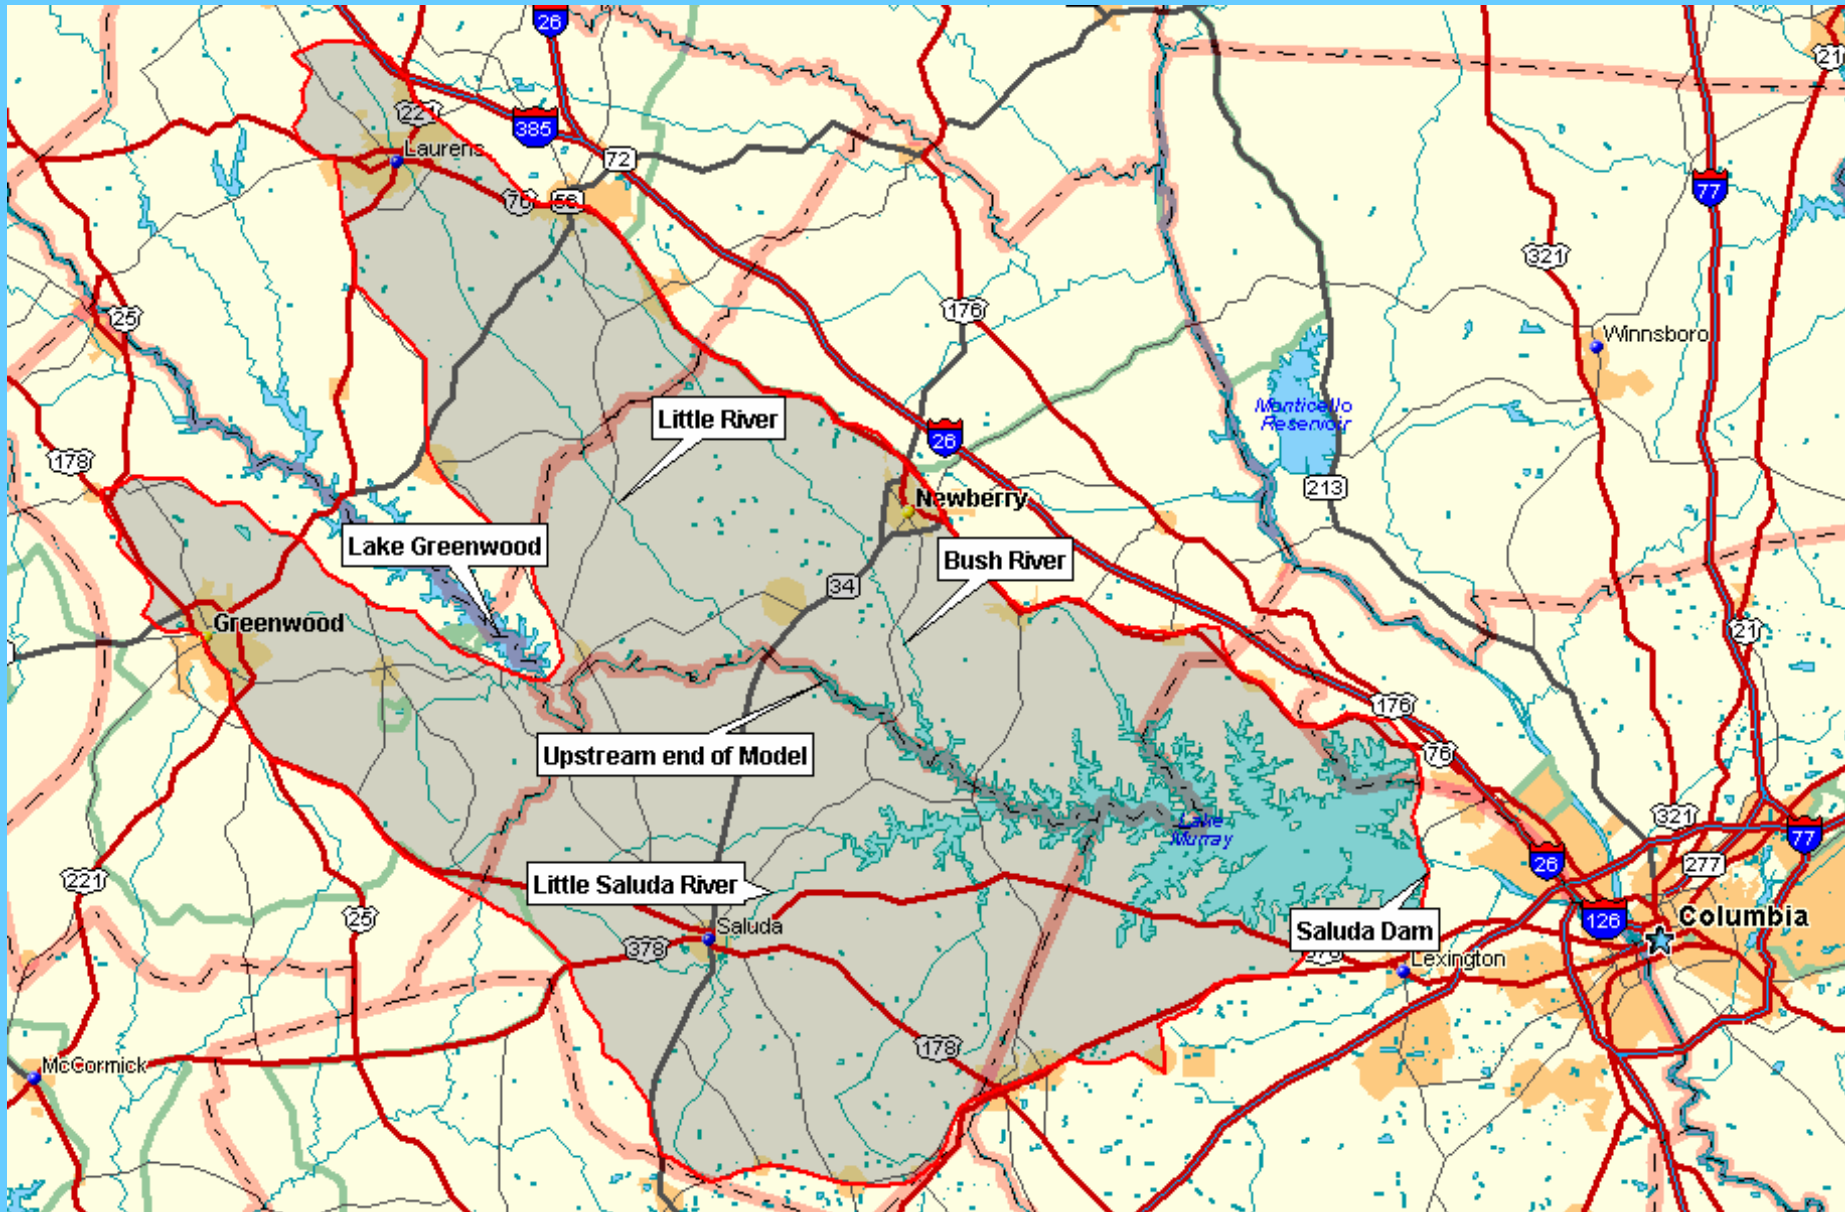 26
21
385
221
Laurens
72
76
56
77
321
25
176
Winnsboro
Monticello
Reservoir
Little River
26
178
213
Newberry
Lake Greenwood
Bush River
34
Greenwood
21
176
Upstream end of Model
76
Lake
Murray
321
77
277
26
221
Little Saluda River
25
Saluda
378
126
Columbia
Saluda Dam
378
Lexington
178
McCormick